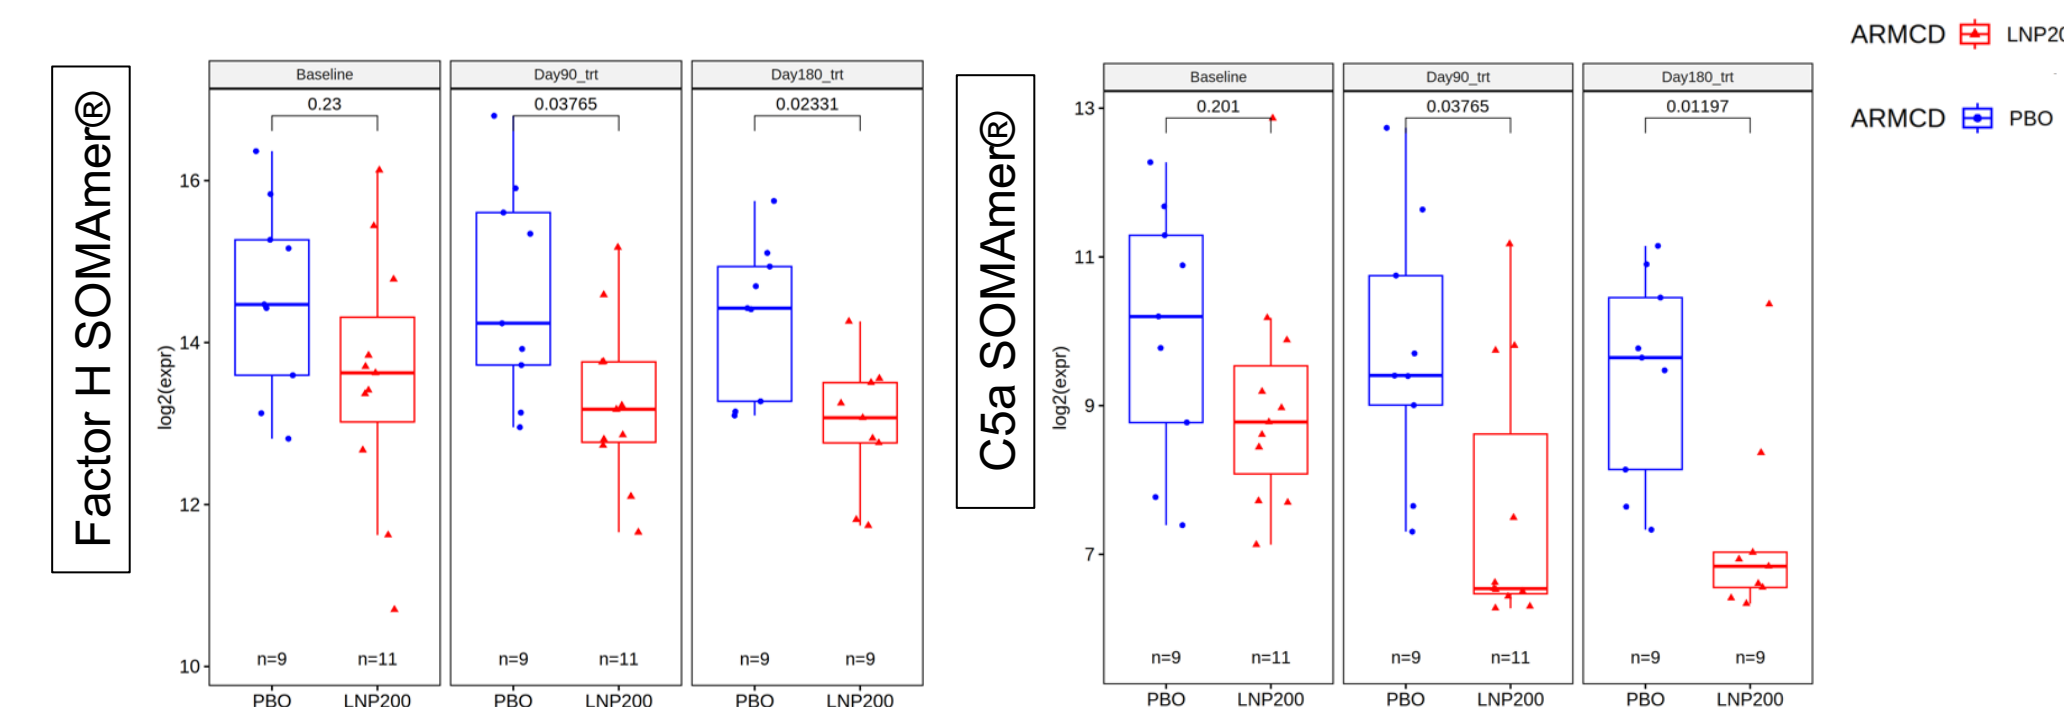 ARMCD LNP20
ARMCD PBO
Factor H SOMAmer®
log2(expr)
16
14
12
10
Baseline
0.23
n=9 n=11
PBO LNP200
Day90_trt
0.03765
n=9 n=11
PBO LNP200
Day180_trt
0.02331
n=9 n=9
PBO LNP200
C5a SOMAmer®
log2(expr)
13
11
9
7
Baseline
0.201
n=9 n=11
PBO LNP200
Day90_trt
0.03765
n=9 n=11
PBO LNP200
Day180_trt
0.01197
n=9 n=9
PBO LNP200